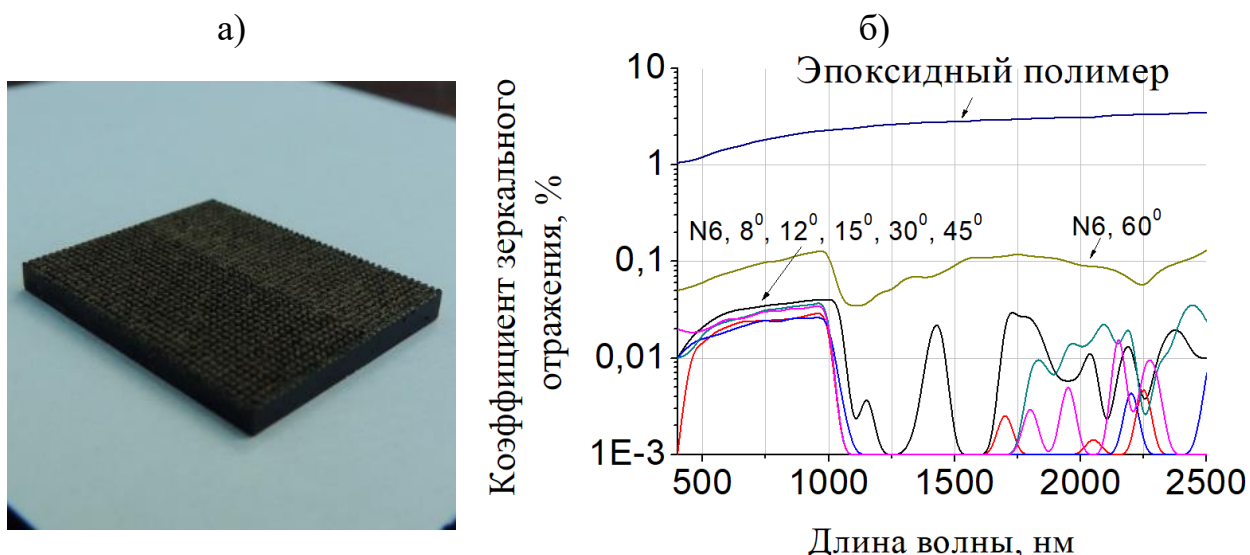 а)
б)
Коэффициент зеркального
отражения, %
10
1
0,1
0,01
1E-3
Эпоксидный полимер
N6, 8⁰, 12⁰, 15⁰, 30⁰, 45⁰
N6, 60⁰
500 1000 1500 2000 2500
Длина волны, нм